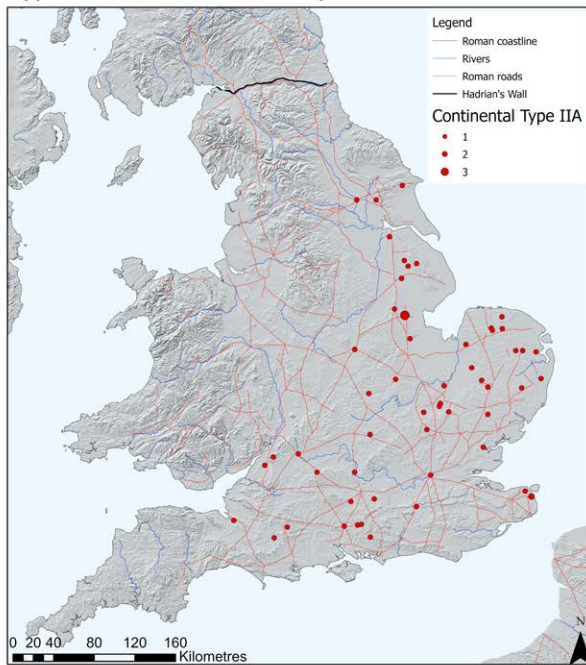 Legend
Roman coastline
Rivers
Roman roads
Hadrian's Wall
Continental Type IIA
1
2
3
N
0 20 40 80 120 160
Kilometres